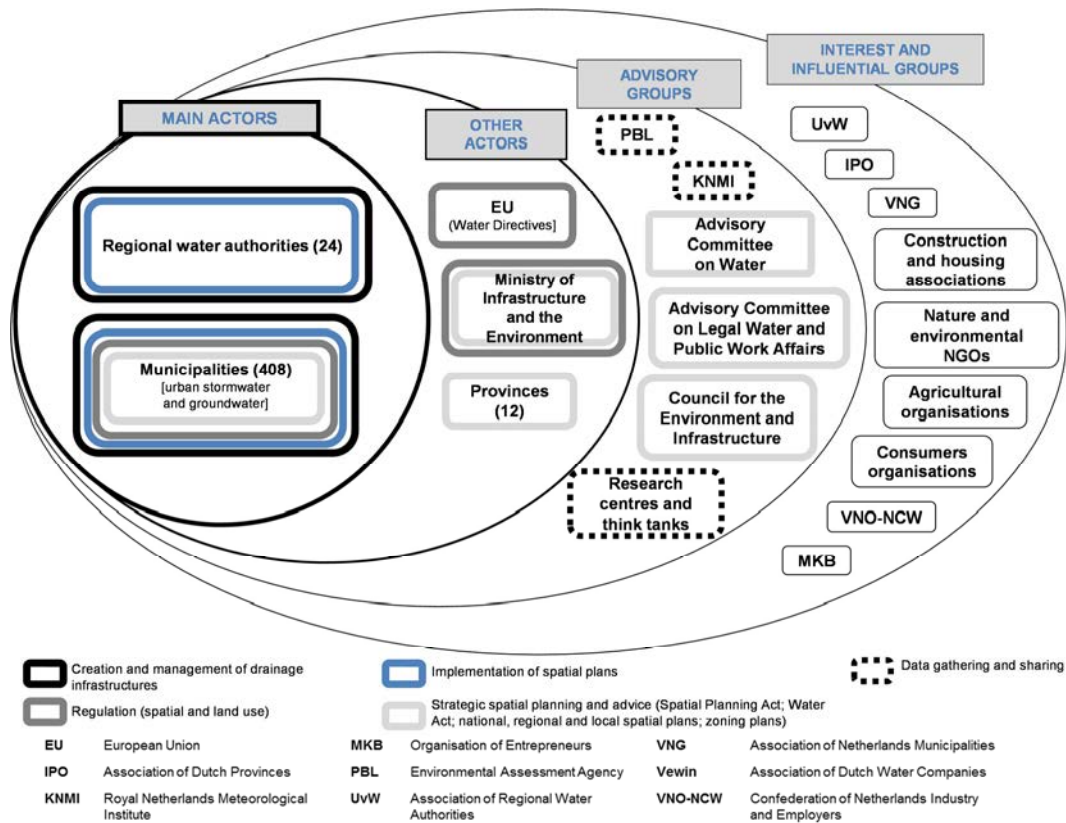 INTEREST AND
INFLUENTIAL GROUPS
ADVISORY
GROUPS
MAIN ACTORS
OTHER
ACTORS
Regional water authorities (24)
Municipalities (408)
[urban stormwater
and groundwater]
EU
(Water Directives]
Ministry of
Infrastructure
and the
Environment
Provinces
(12)
PBL
KNMI
Advisory
Committee
on Water
Advisory Committee
on Legal Water and
Public Work Affairs
Council for the
Environment and
Infrastructure
Research
centres and
think tanks
UvW
IPO
VNG
Construction
and housing
associations
Nature and
environmental
NGOs
Agricultural
organisations
Consumers
organisations
VNO-NCW
MKB
Creation and management of drainage
infrastructures
Implementation of spatial plans
Data gathering and sharing
Regulation (spatial and land use)
Strategic spatial planning and advice (Spatial Planning Act; Water
Act; national, regional and local spatial plans; zoning plans)
EU European Union
MKB Organisation of Entrepreneurs
VNG Association of Netherlands Municipalities
IPO Association of Dutch Provinces
PBL Environmental Assessment Agency
Vewin Association of Dutch Water Companies
KNMI Royal Netherlands Meteorological
Institute
UvW Association of Regional Water
Authorities
VNO-NCW Confederation of Netherlands Industry
and Employers